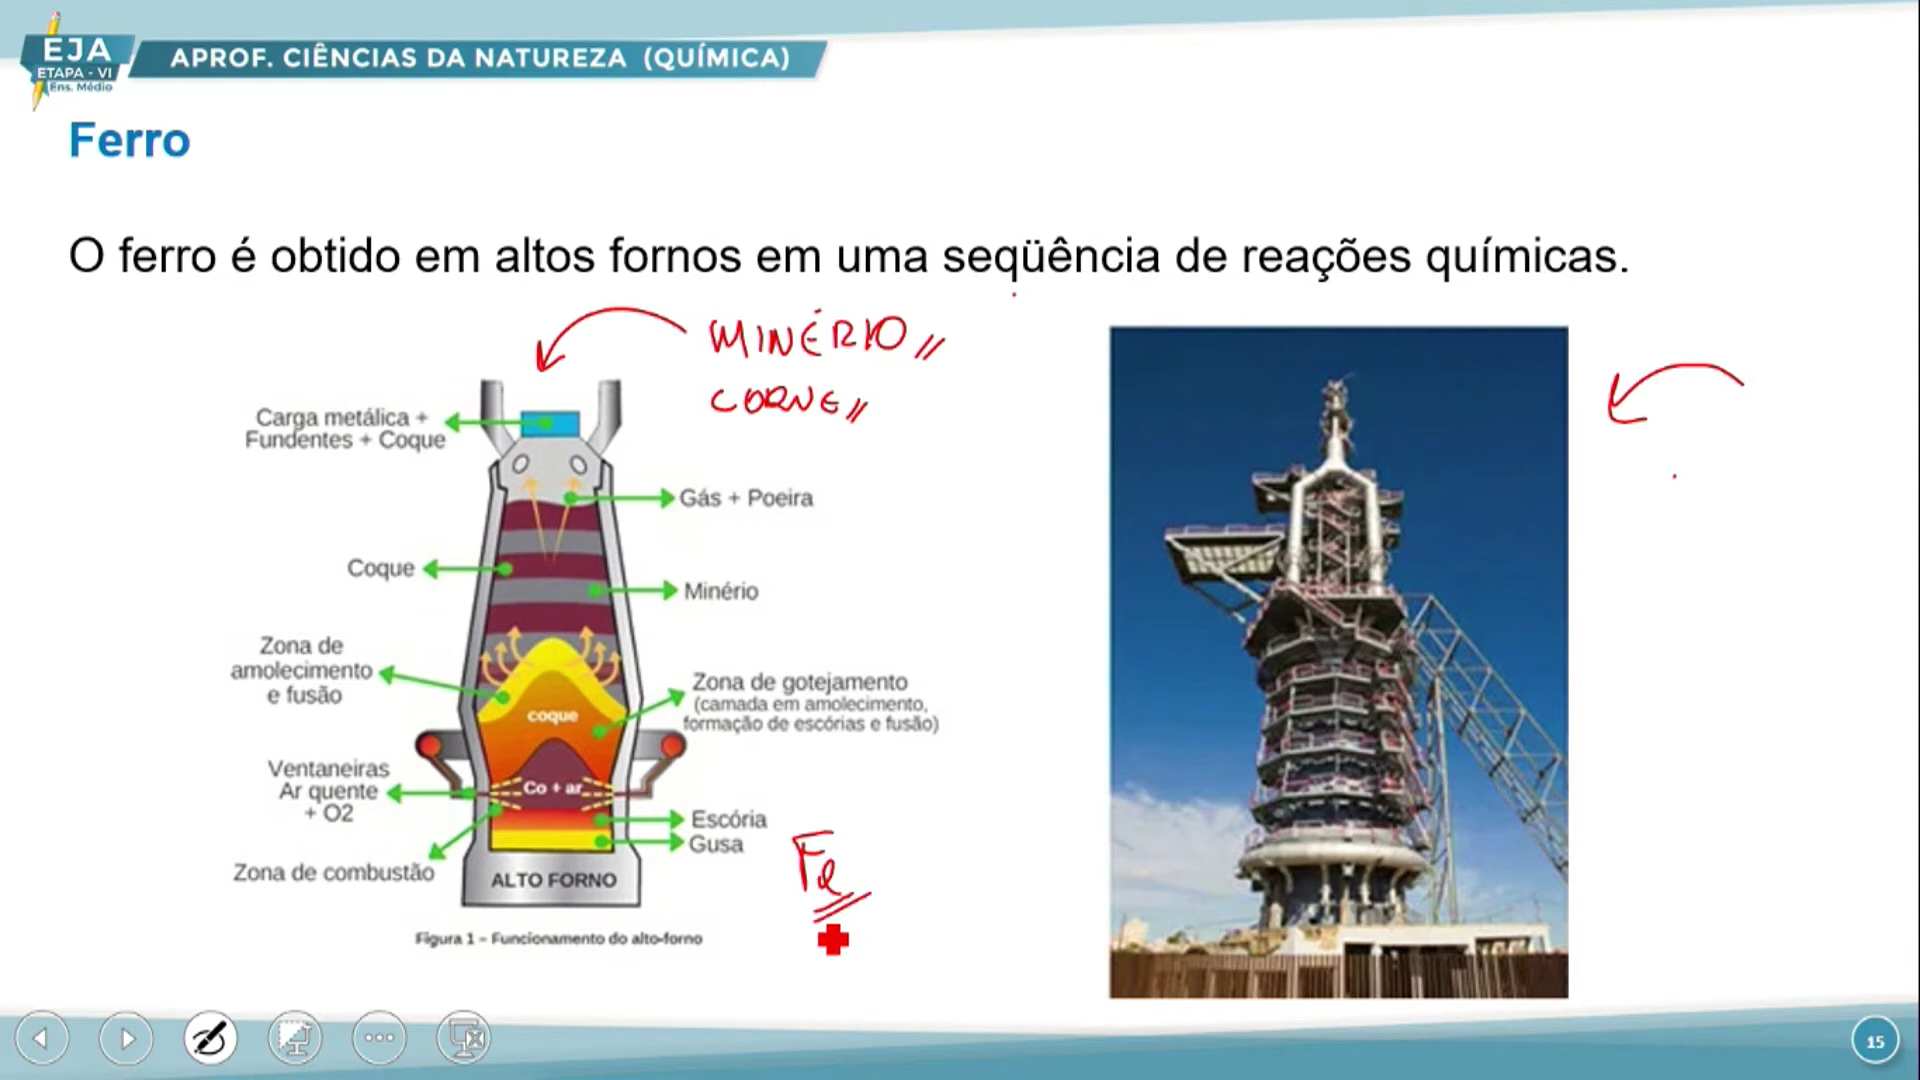 EJA
ETAPA - VI
Ens. Médio
APROF. CIÊNCIAS DA NATUREZA (QUÍMICA)
Ferro
O ferro é obtido em altos fornos em uma seqüência de reações químicas.
MINÉRIO
CORNE
Carga metálica +
Fundentes + Coque
Gás + Poeira
Coque
Minério
Zona de
amolecimento
e fusão
Zona de gotejamento
(camada em amolecimento,
formação de escórias e fusão)
coque
Ventaneiras
Ar quente
+ O2
Co + ar
Escória
Gusa
Zona de combustão
ALTO FORNO
Fe
Figura 1 – Funcionamento do alto-forno
15